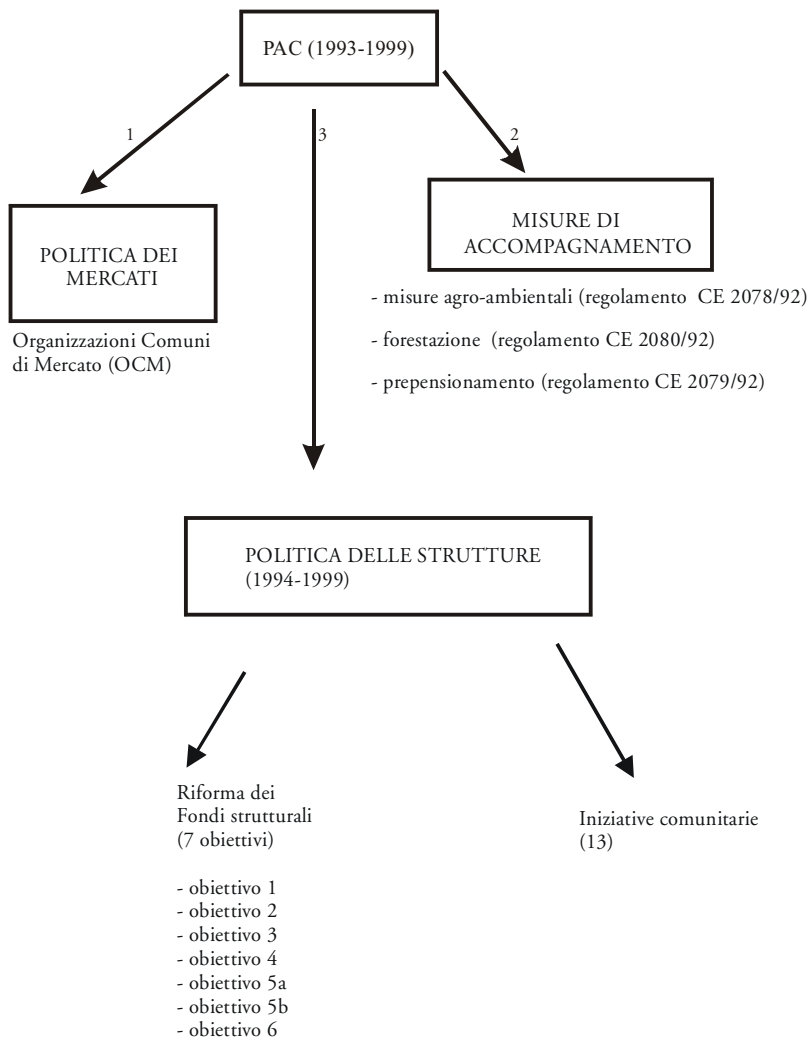 PAC (1993-1999)
1
3
2
POLITICA DEI
MERCATI
Organizzazioni Comuni
di Mercato (OCM)
MISURE DI
ACCOMPAGNAMENTO
- misure agro-ambientali (regolamento CE 2078/92)
- forestazione (regolamento CE 2080/92)
- prepensionamento (regolamento CE 2079/92)
POLITICA DELLE STRUTTURE
(1994-1999)
Riforma dei
Fondi strutturali
(7 obiettivi)
- obiettivo 1
- obiettivo 2
- obiettivo 3
- obiettivo 4
- obiettivo 5a
- obiettivo 5b
- obiettivo 6
Iniziative comunitarie
(13)